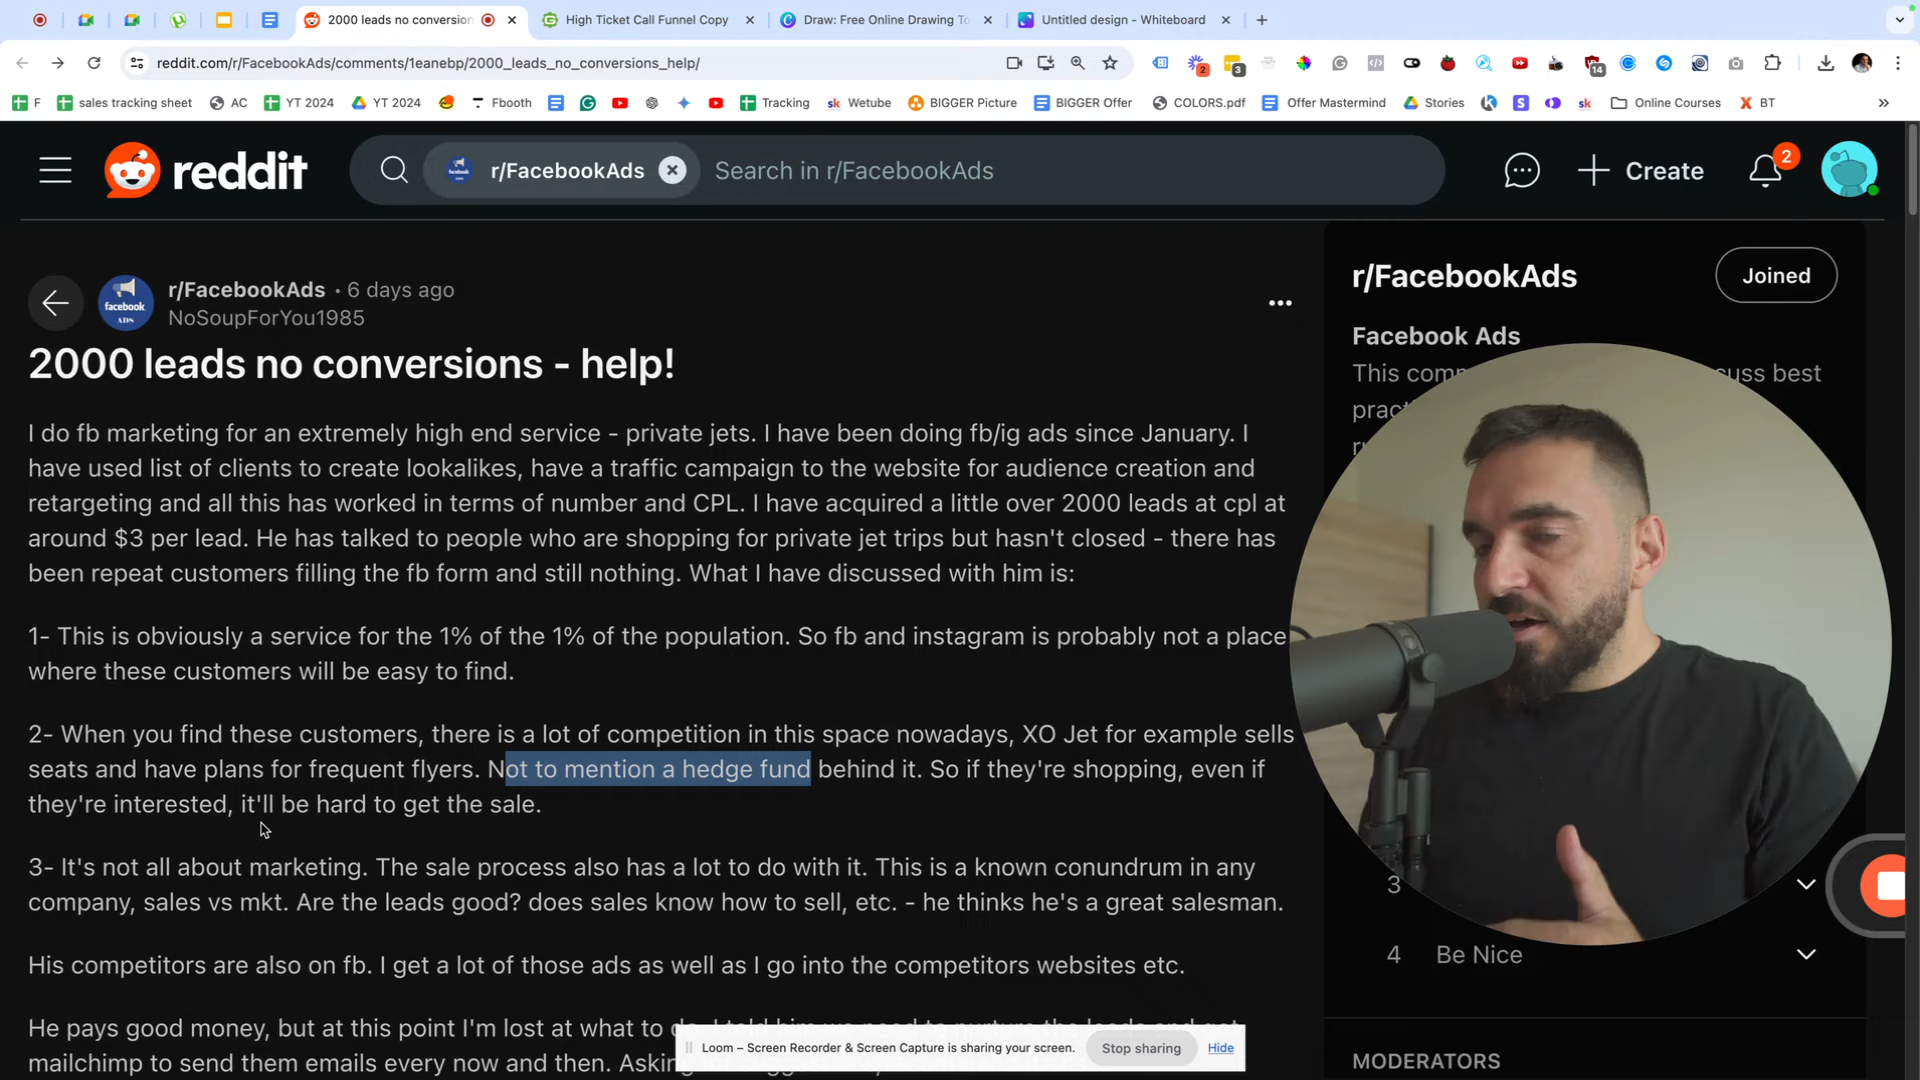 2000 leads no conversion
High Ticket Call Funnel Copy
Draw: Free Online Drawing To
Untitled design - Whiteboard
reddit.com/r/FacebookAds/comments/1eanebp/2000_leads_no_conversions_help/
2
3
14
F
sales tracking sheet
AC
YT 2024
YT 2024
Fbooth
Tracking
sk Wetube
BIGGER Picture
BIGGER Offer
COLORS.pdf
Offer Mastermind
Stories
sk
Online Courses
BT
reddit
r/FacebookAds
Search in r/FacebookAds
Create
2
r/FacebookAds • 6 days ago
NoSoupForYou1985
facebook
ADS
2000 leads no conversions - help!
I do fb marketing for an extremely high end service - private jets. I have been doing fb/ig ads since January. I
have used list of clients to create lookalikes, have a traffic campaign to the website for audience creation and
retargeting and all this has worked in terms of number and CPL. I have acquired a little over 2000 leads at cpl at
around $3 per lead. He has talked to people who are shopping for private jet trips but hasn't closed - there has
been repeat customers filling the fb form and still nothing. What I have discussed with him is:
1- This is obviously a service for the 1% of the 1% of the population. So fb and instagram is probably not a place
where these customers will be easy to find.
2- When you find these customers, there is a lot of competition in this space nowadays, XO Jet for example sells
seats and have plans for frequent flyers. Not to mention a hedge fund behind it. So if they're shopping, even if
they're interested, it'll be hard to get the sale.
3- It's not all about marketing. The sale process also has a lot to do with it. This is a known conundrum in any
company, sales vs mkt. Are the leads good? does sales know how to sell, etc. - he thinks he's a great salesman.
His competitors are also on fb. I get a lot of those ads as well as I go into the competitors websites etc.
He pays good money, but at this point I'm lost at what to
mailchimp to send them emails every now and then.
r/FacebookAds
Joined
Facebook Ads
This
uss best
3
4 Be Nice
MODERATORS
Loom – Screen Recorder & Screen Capture is sharing your screen.
Stop sharing
Hide